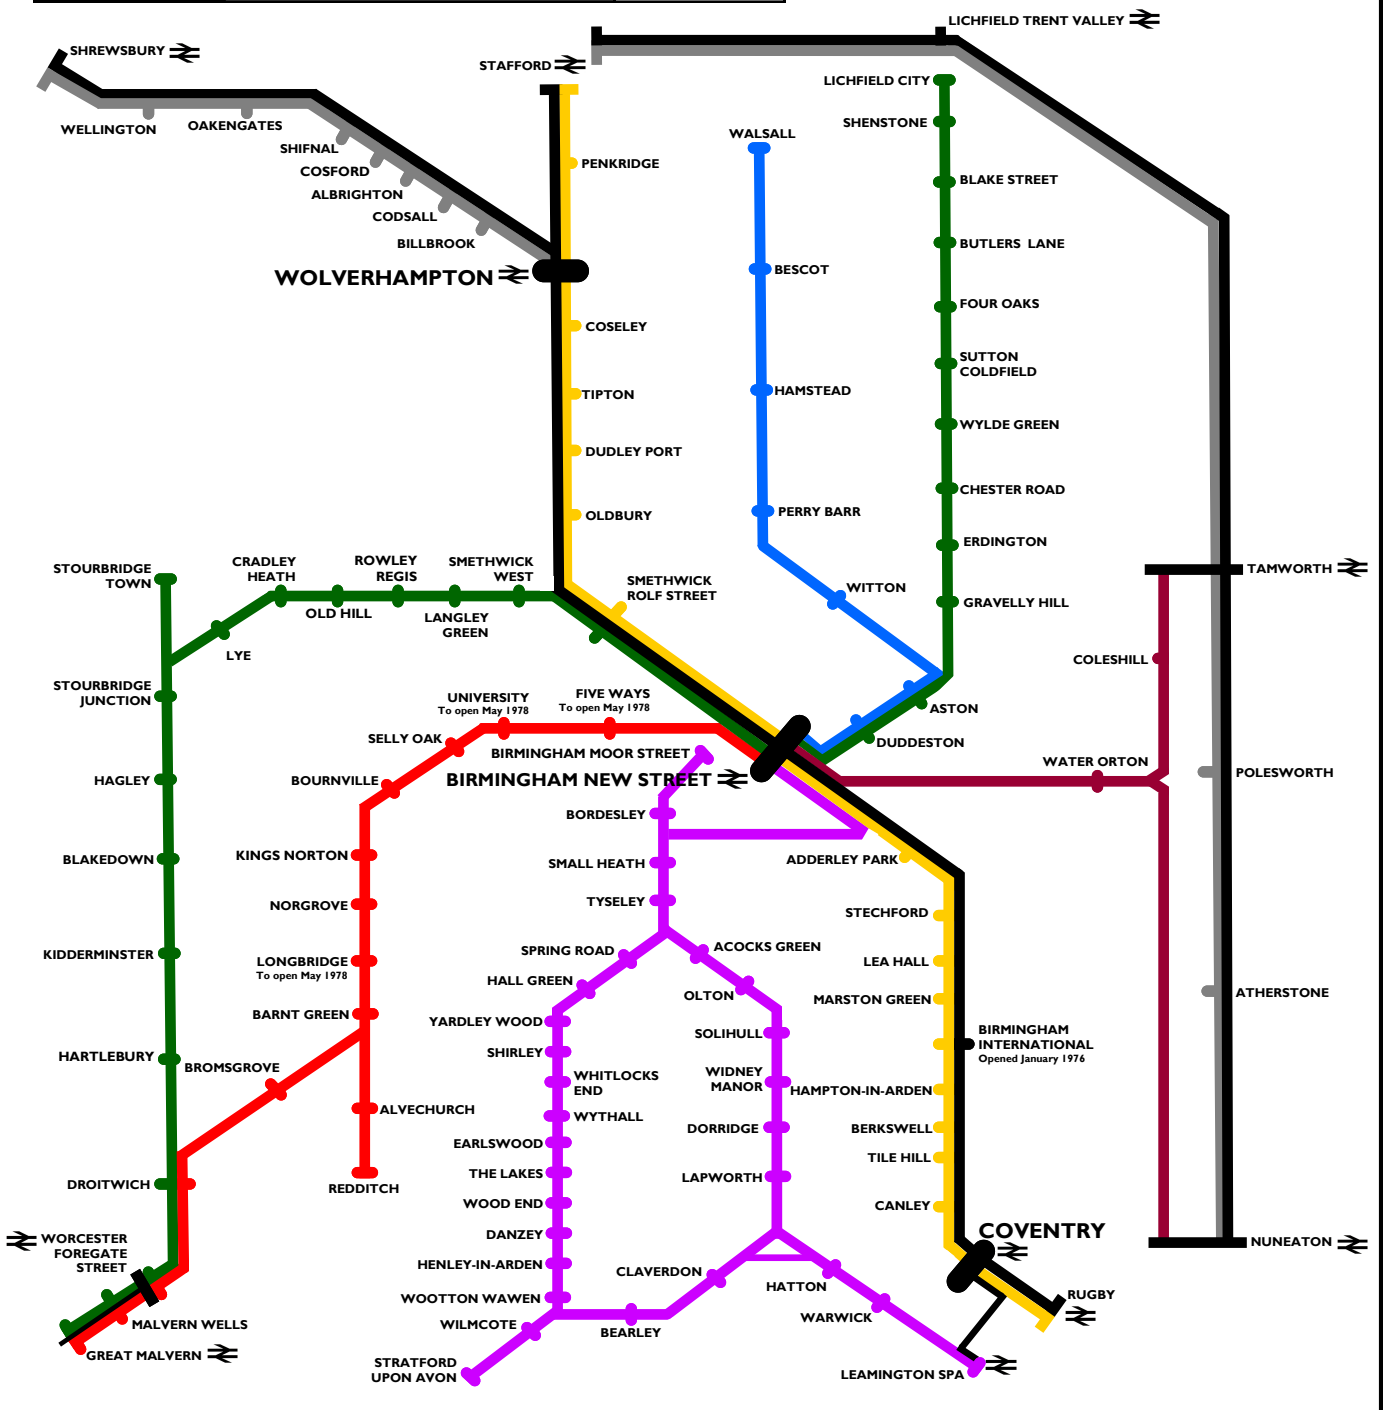 LICHFIELD TRENT VALLEY
SHREWSBURY
STAFFORD
LICHFIELD CITY
WELLINGTON
OAKENGATES
SHENSTONE
WALSALL
SHIFNAL
COSFORD
ALBRIGHTON
CODSALL
BILLBROOK
PENKRIDGE
BLAKE STREET
BUTLERS LANE
WOLVERHAMPTON
BESCOT
FOUR OAKS
COSELEY
SUTTON
COLDFIELD
TIPTON
HAMSTEAD
WYLDE GREEN
DUDLEY PORT
CHESTER ROAD
OLDBURY
PERRY BARR
ERDINGTON
STOURBRIDGE
TOWN
CRADLEY
HEATH
ROWLEY
REGIS
SMETHWICK
WEST
TAMWORTH
SMETHWICK
ROLF STREET
WITTON
GRAVELLY HILL
OLD HILL
LANGLEY
GREEN
LYE
COLESHILL
STOURBRIDGE
JUNCTION
UNIVERSITY
To open May 1978
FIVE WAYS
To open May 1978
ASTON
SELLY OAK
BIRMINGHAM MOOR STREET
DUDDESTON
HAGLEY
BOURNVILLE
BIRMINGHAM NEW STREET
WATER ORTON
POLESWORTH
BORDESLEY
BLAKEDOWN
KINGS NORTON
SMALL HEATH
ADDERLEY PARK
NORGROVE
TYSELEY
STECHFORD
KIDDERMINSTER
LONGBRIDGE
To open May 1978
SPRING ROAD
ACOCKS GREEN
LEA HALL
HALL GREEN
OLTON
MARSTON GREEN
ATHERSTONE
BARNT GREEN
YARDLEY WOOD
SOLIHULL
BIRMINGHAM
INTERNATIONAL
Opened January 1976
HARTLEBURY
BROMSGROVE
SHIRLEY
WHITLOCKS
END
WIDNEY
MANOR
HAMPTON-IN-ARDEN
ALVECHURCH
WYTHALL
EARLSWOOD
DORRIDGE
BERKSWELL
TILE HILL
DROITWICH
REDDITCH
THE LAKES
LAPWORTH
WOOD END
CANLEY
WORCESTER
FOREGATE
STREET
DANZEY
COVENTRY
NUNEATON
HENLEY-IN-ARDEN
CLAVERDON
HATTON
WOOTTON WAWEN
RUGBY
MALVERN WELLS
WILMCOTE
BEARLEY
WARWICK
GREAT MALVERN
STRATFORD
UPON AVON
LEAMINGTON SPA